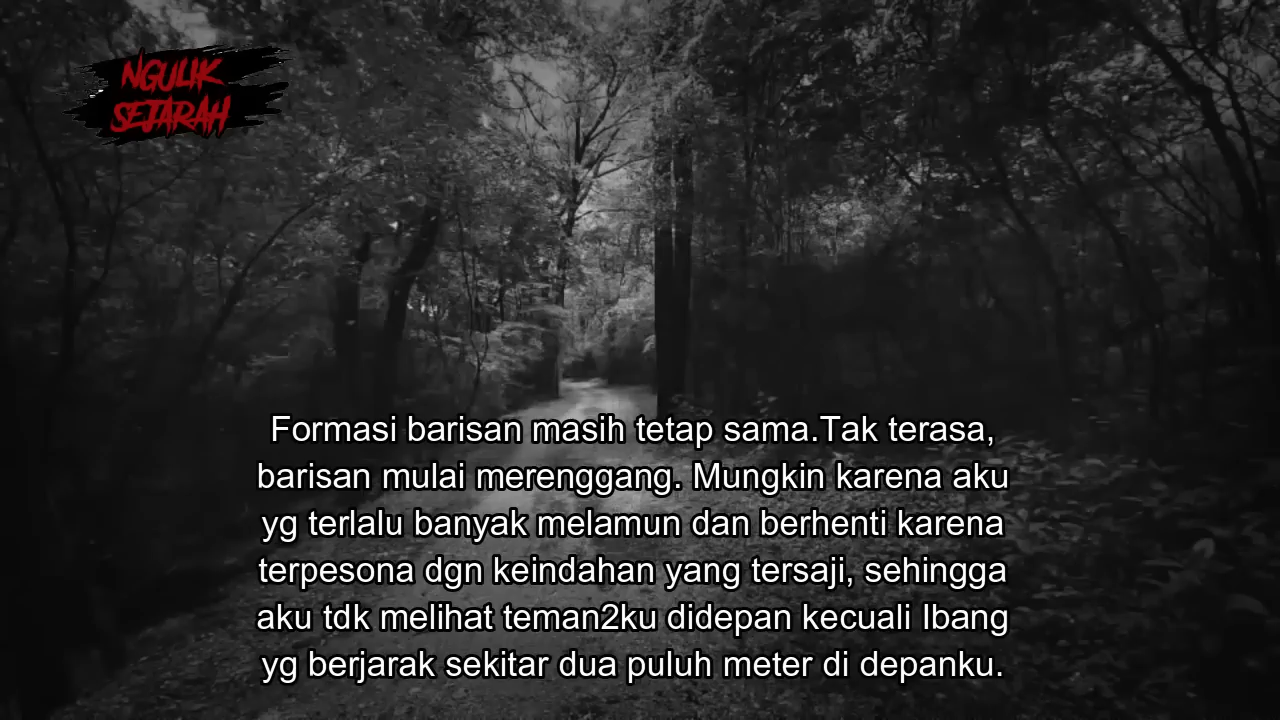 NGULIK
SEJARAH
Formasi barisan masih tetap sama.Tak terasa,
barisan mulai merenggang. Mungkin karena aku
yg terlalu banyak melamun dan berhenti karena
terpesona dgn keindahan yang tersaji, sehingga
aku tdk melihat teman2ku didepan kecuali Ibang
yg berjarak sekitar dua puluh meter di depanku.